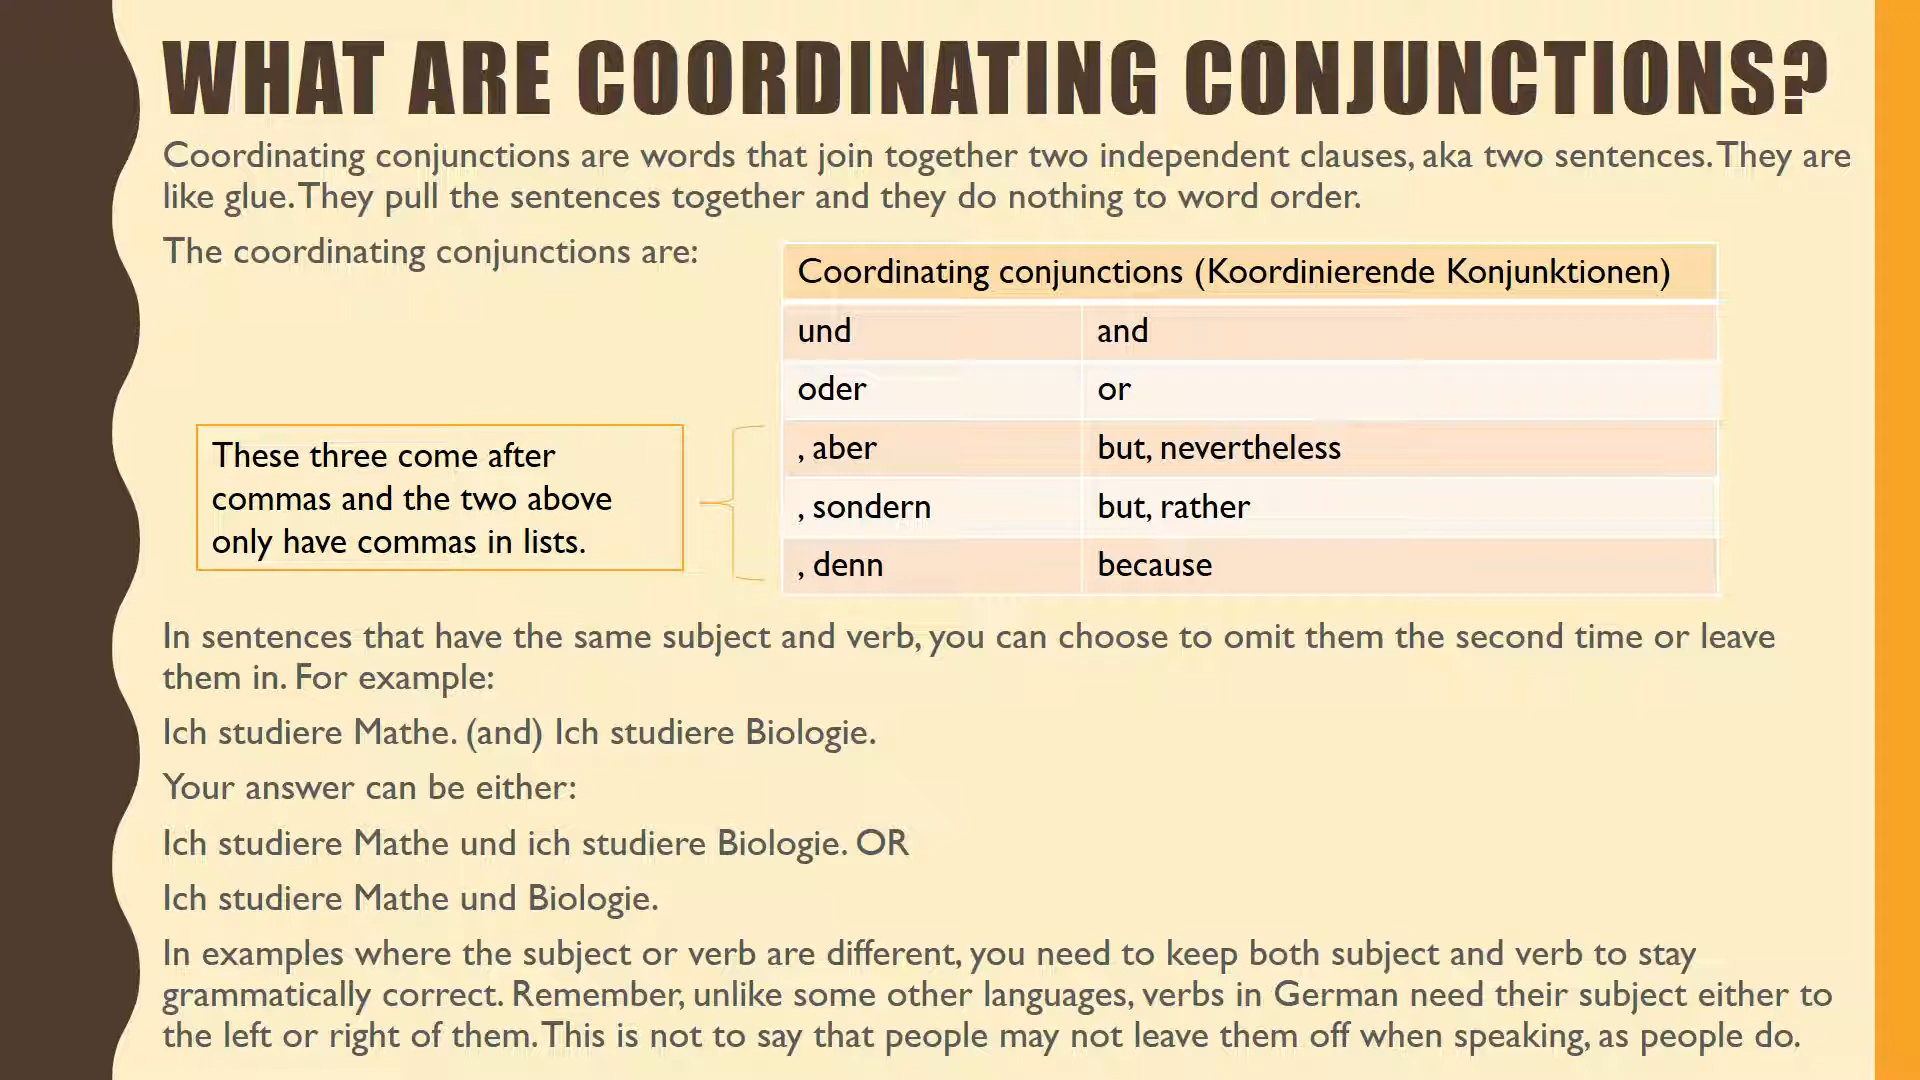 WHAT ARE COORDINATING CONJUNCTIONS?
Coordinating conjunctions are words that join together two independent clauses, aka two sentences. They are
like glue. They pull the sentences together and they do nothing to word order.
The coordinating conjunctions are:
Coordinating conjunctions (Koordinierende Konjunktionen)
und and
oder or
, aber but, nevertheless
, sondern but, rather
, denn because
These three come after
commas and the two above
only have commas in lists.
In sentences that have the same subject and verb, you can choose to omit them the second time or leave
them in. For example:
Ich studiere Mathe. (and) Ich studiere Biologie.
Your answer can be either:
Ich studiere Mathe und ich studiere Biologie. OR
Ich studiere Mathe und Biologie.
In examples where the subject or verb are different, you need to keep both subject and verb to stay
grammatically correct. Remember, unlike some other languages, verbs in German need their subject either to
the left or right of them. This is not to say that people may not leave them off when speaking, as people do.